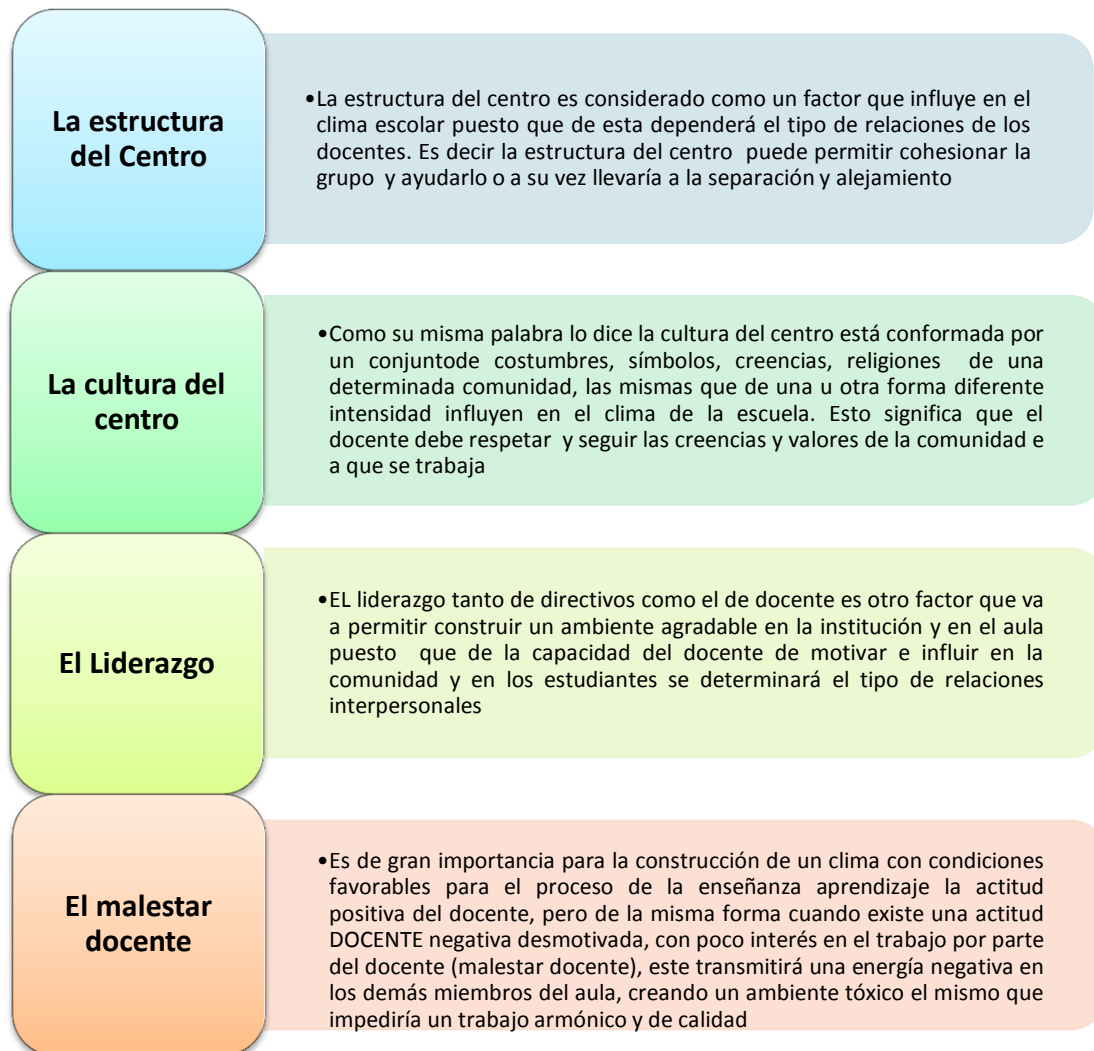 La estructura
del Centro
•La estructura del centro es considerado como un factor que influye en el
clima escolar puesto que de esta dependerá el tipo de relaciones de los
docentes. Es decir la estructura del centro puede permitir cohesionar la
grupo y ayudarlo o a su vez llevaría a la separación y alejamiento
La cultura del
centro
•Como su misma palabra lo dice la cultura del centro está conformada por
un conjuntode costumbres, símbolos, creencias, religiones de una
determinada comunidad, las mismas que de una u otra forma diferente
intensidad influyen en el clima de la escuela. Esto significa que el
docente debe respetar y seguir las creencias y valores de la comunidad e
a que se trabaja
El Liderazgo
•EL liderazgo tanto de directivos como el de docente es otro factor que va
a permitir construir un ambiente agradable en la institución y en el aula
puesto que de la capacidad del docente de motivar e influir en la
comunidad y en los estudiantes se determinará el tipo de relaciones
interpersonales
El malestar
docente
•Es de gran importancia para la construcción de un clima con condiciones
favorables para el proceso de la enseñanza aprendizaje la actitud
positiva del docente, pero de la misma forma cuando existe una actitud
DOCENTE negativa desmotivada, con poco interés en el trabajo por parte
del docente (malestar docente), este transmitirá una energía negativa en
los demás miembros del aula, creando un ambiente tóxico el mismo que
impediría un trabajo armónico y de calidad